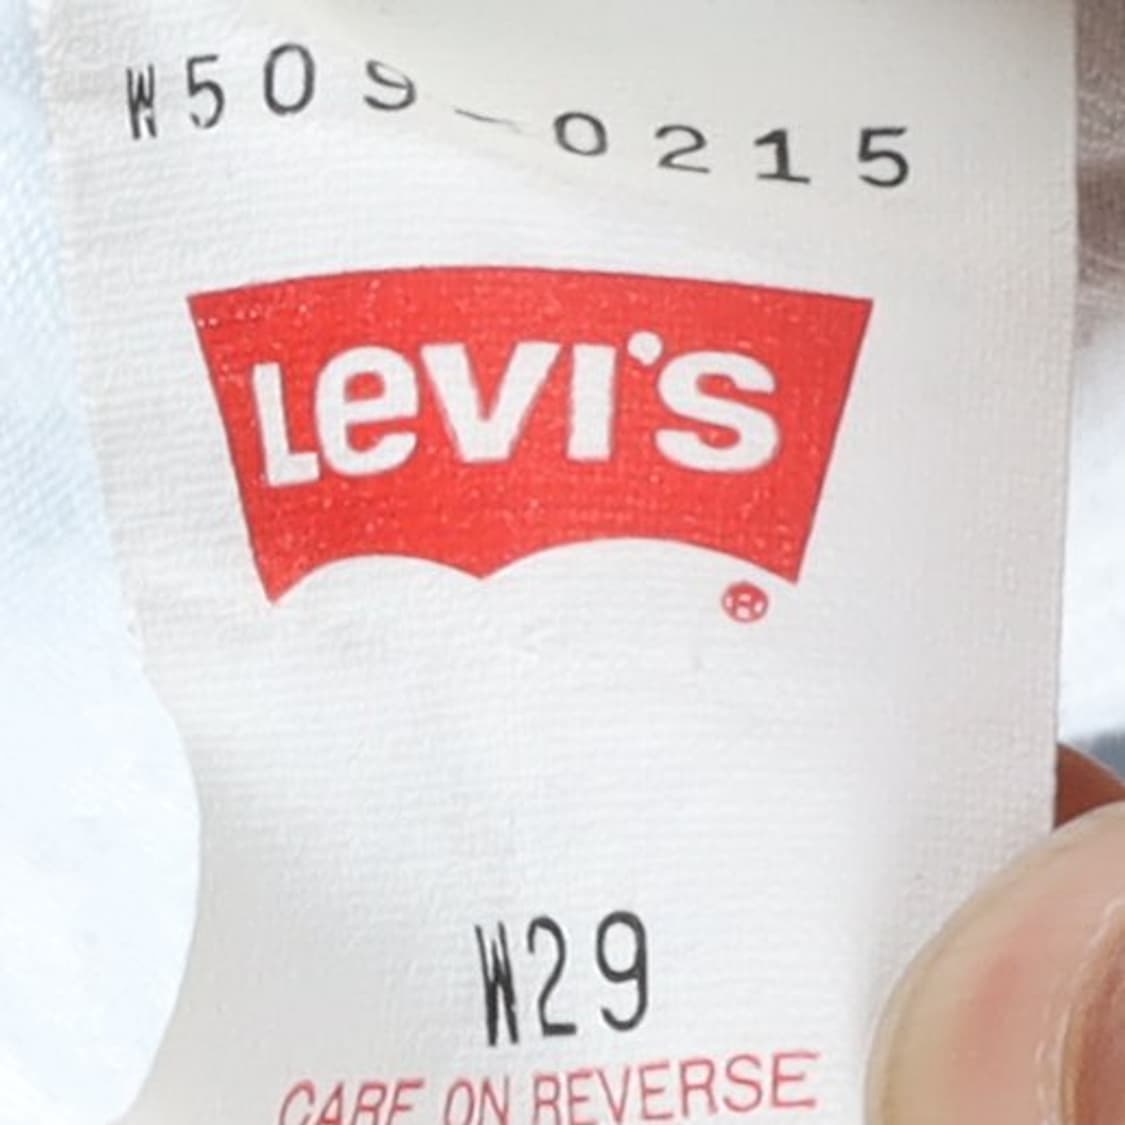 W509-0215
Levi's
®
W29
CARE ON REVERSE